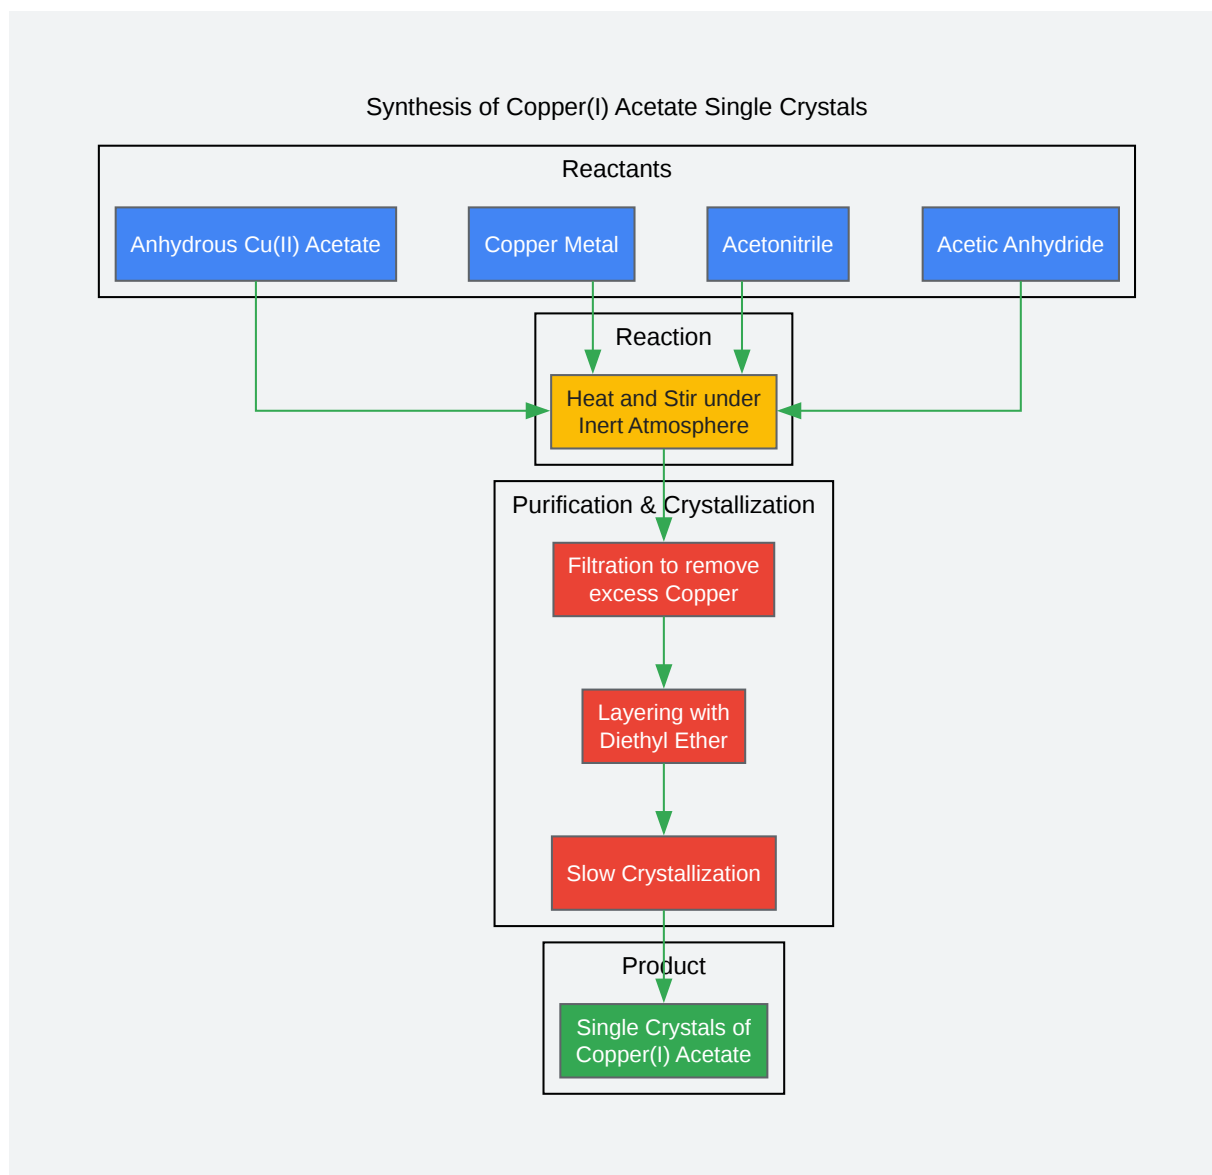 Synthesis of Copper(I) Acetate Single Crystals
Reactants
Anhydrous Cu(II) Acetate
Copper Metal
Acetonitrile
Acetic Anhydride
Reaction
Heat and Stir under
Inert Atmosphere
Purification & Crystallization
Filtration to remove
excess Copper
Layering with
Diethyl Ether
Slow Crystallization
Product
Single Crystals of
Copper(I) Acetate